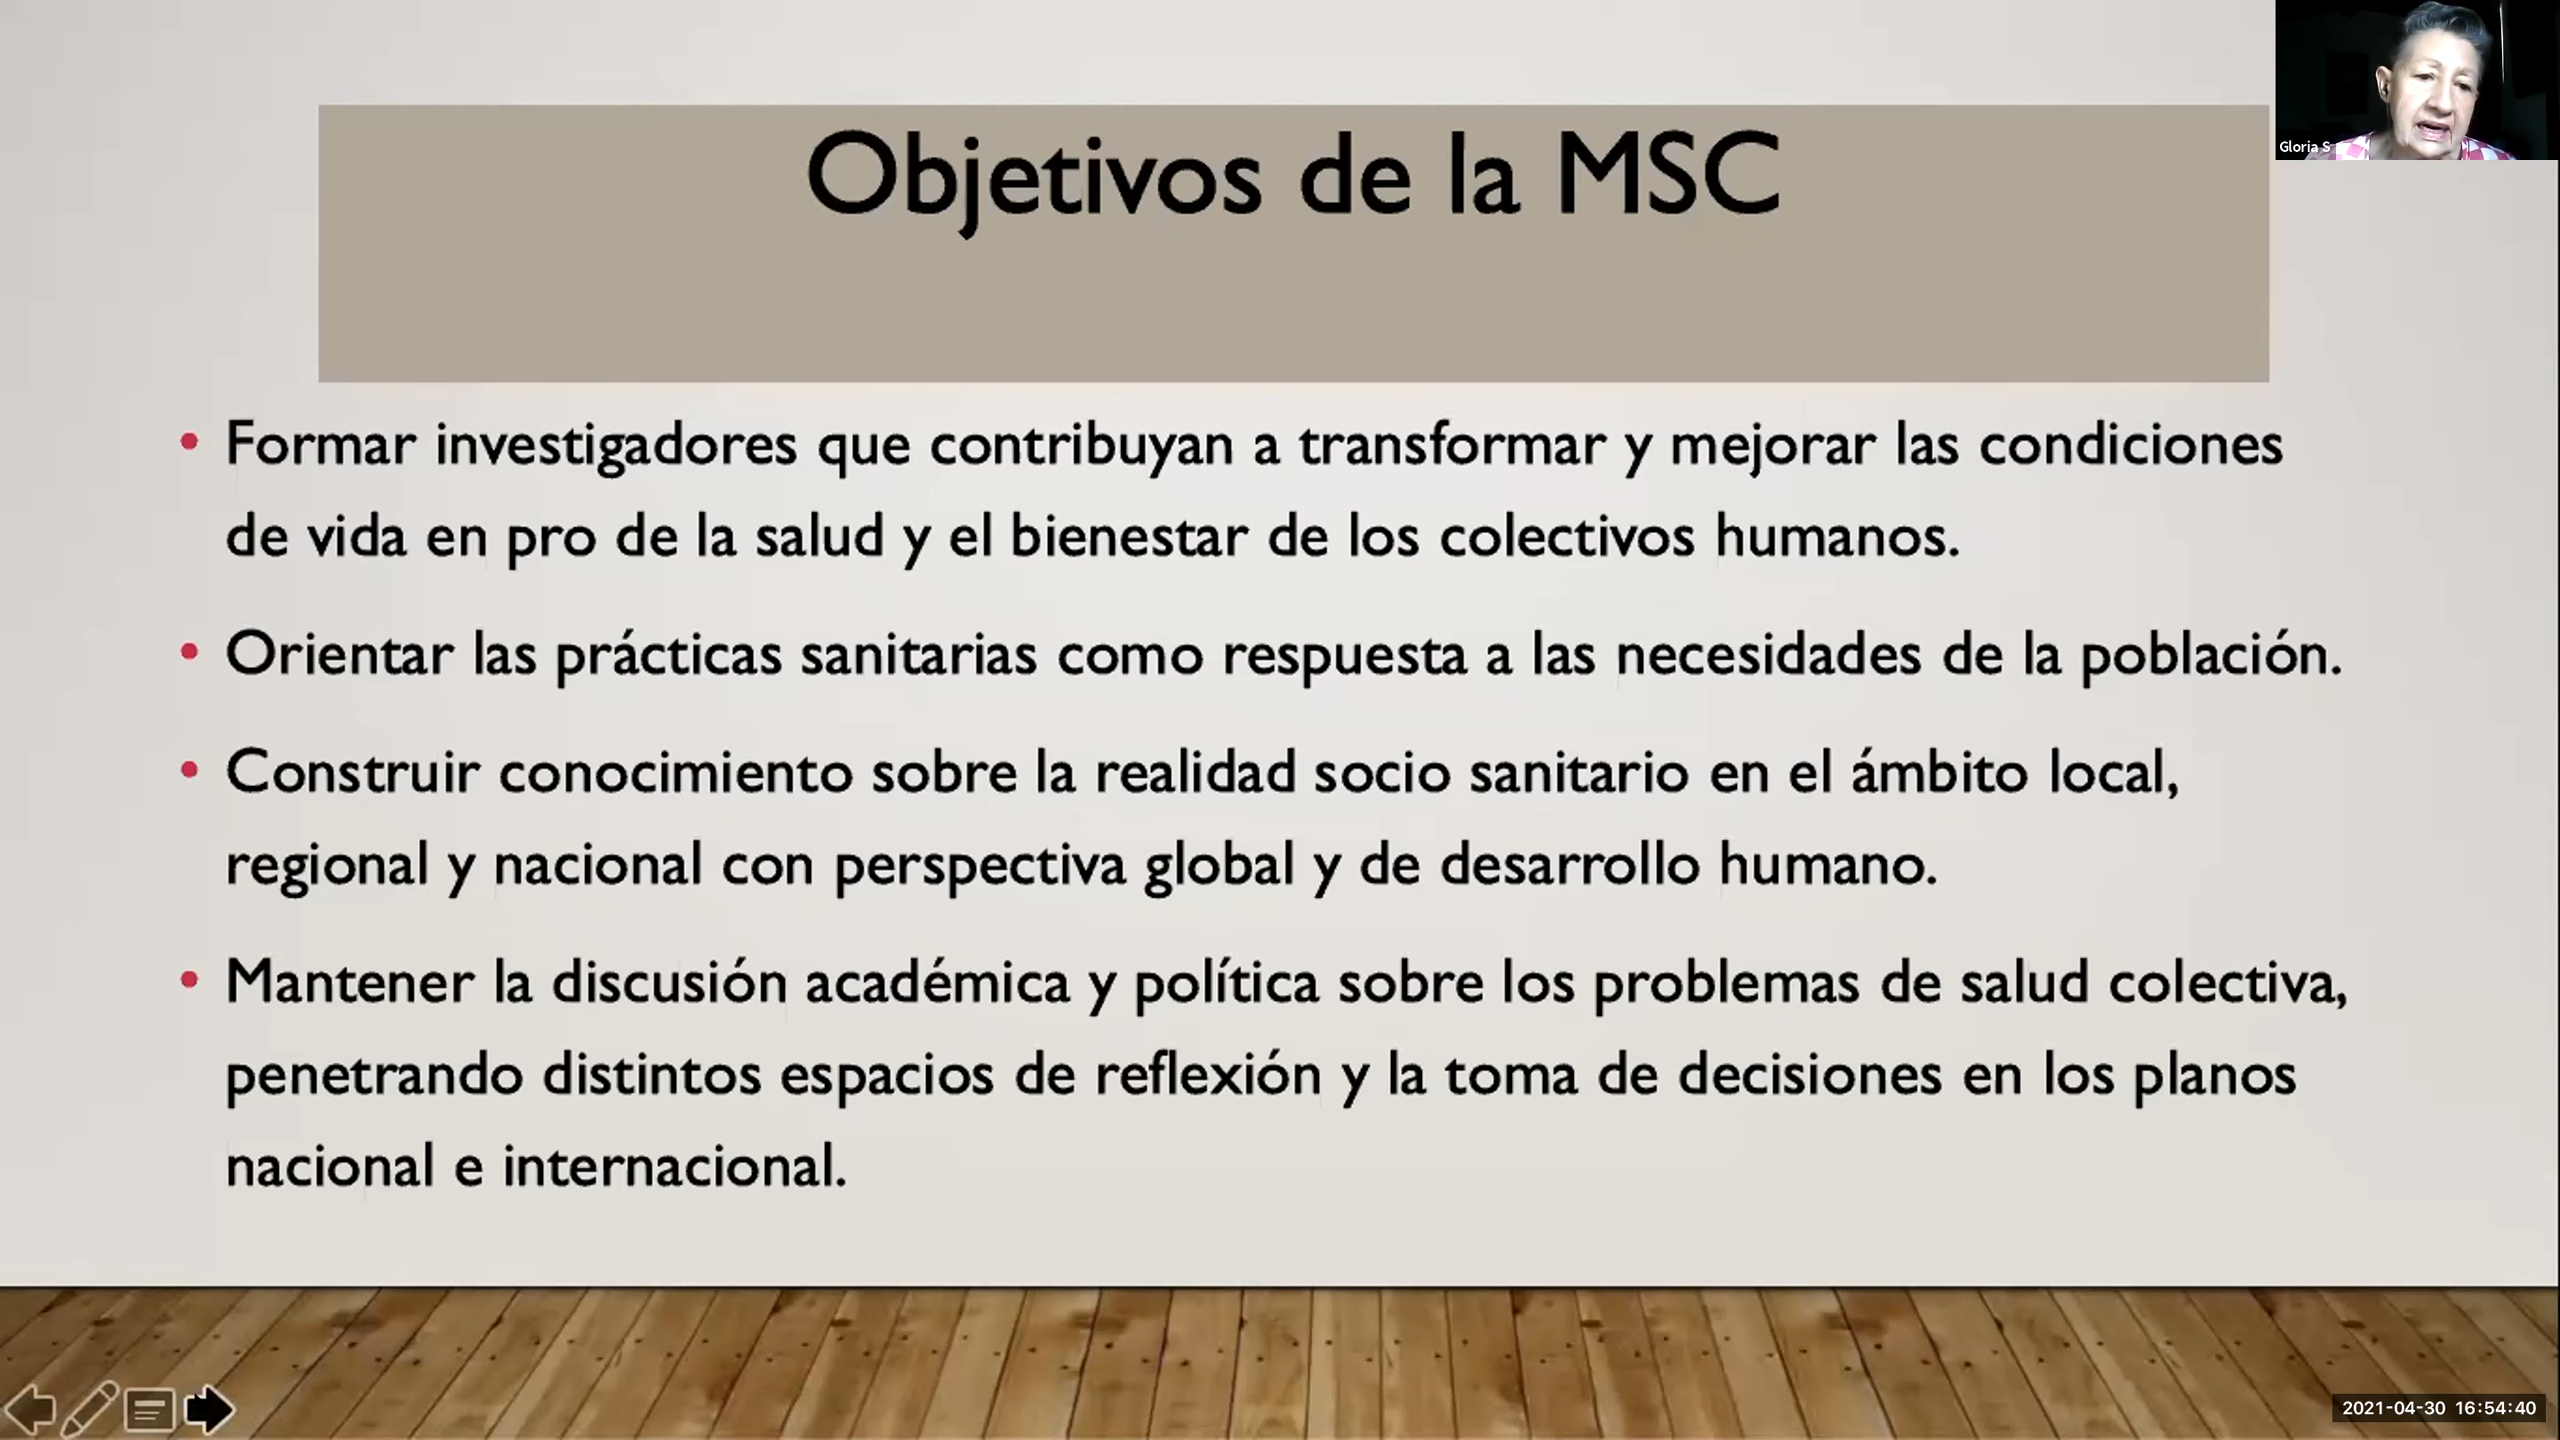 Objetivos de la MSC
Gloria S
• Formar investigadores que contribuyan a transformar y mejorar las condiciones
de vida en pro de la salud y el bienestar de los colectivos humanos.
• Orientar las prácticas sanitarias como respuesta a las necesidades de la población.
• Construir conocimiento sobre la realidad socio sanitario en el ámbito local,
regional y nacional con perspectiva global y de desarrollo humano.
• Mantener la discusión académica y política sobre los problemas de salud colectiva,
penetrando distintos espacios de reflexión y la toma de decisiones en los planos
nacional e internacional.
2021-04-30 16:54:40